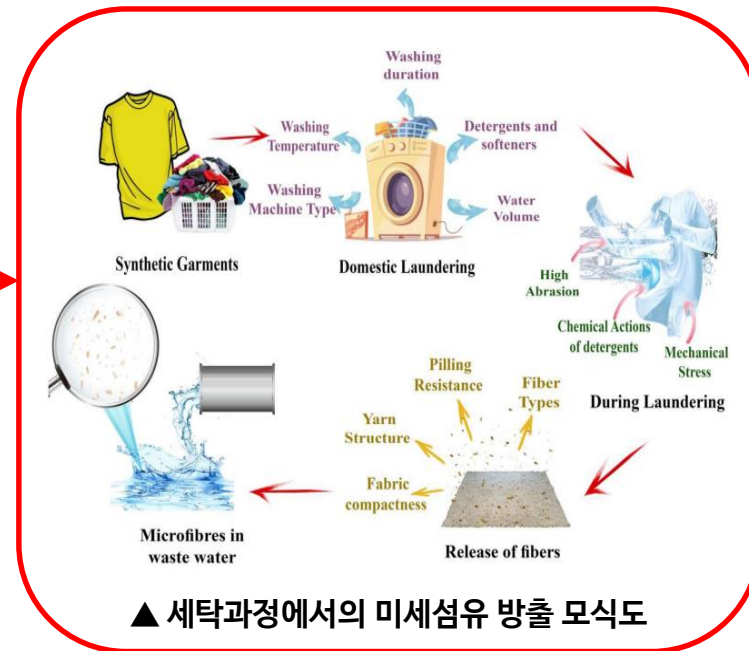 Synthetic Garments
Washing
duration
Washing
Temperature
Detergents and
softeners
Washing
Machine Type
Water
Volume
Domestic Laundering
High
Abrasion
Chemical Actions
of detergents
Mechanical
Stress
During Laundering
Pilling
Resistance
Fiber
Types
Yarn
Structure
Fabric
compactness
Release of fibers
Microfibres in
waste water
▲ 세탁과정에서의 미세섬유 방출 모식도